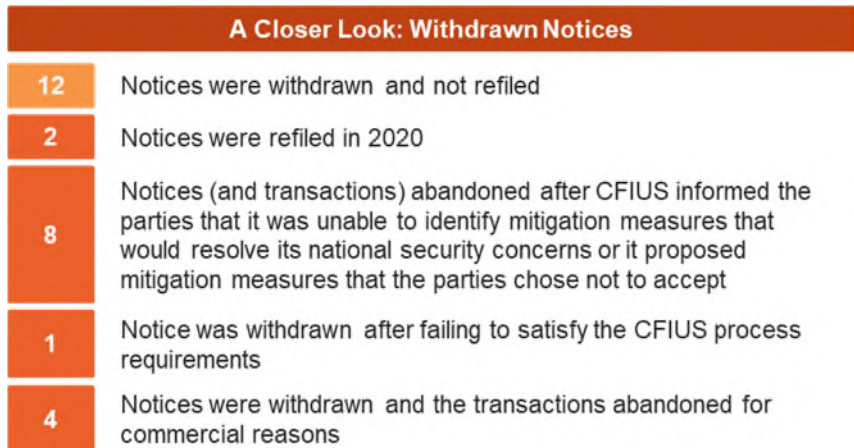 A Closer Look: Withdrawn Notices
12
Notices were withdrawn and not refiled
2
Notices were refiled in 2020
8
Notices (and transactions) abandoned after CFIUS informed the
parties that it was unable to identify mitigation measures that
would resolve its national security concerns or it proposed
mitigation measures that the parties chose not to accept
1
Notice was withdrawn after failing to satisfy the CFIUS process
requirements
4
Notices were withdrawn and the transactions abandoned for
commercial reasons